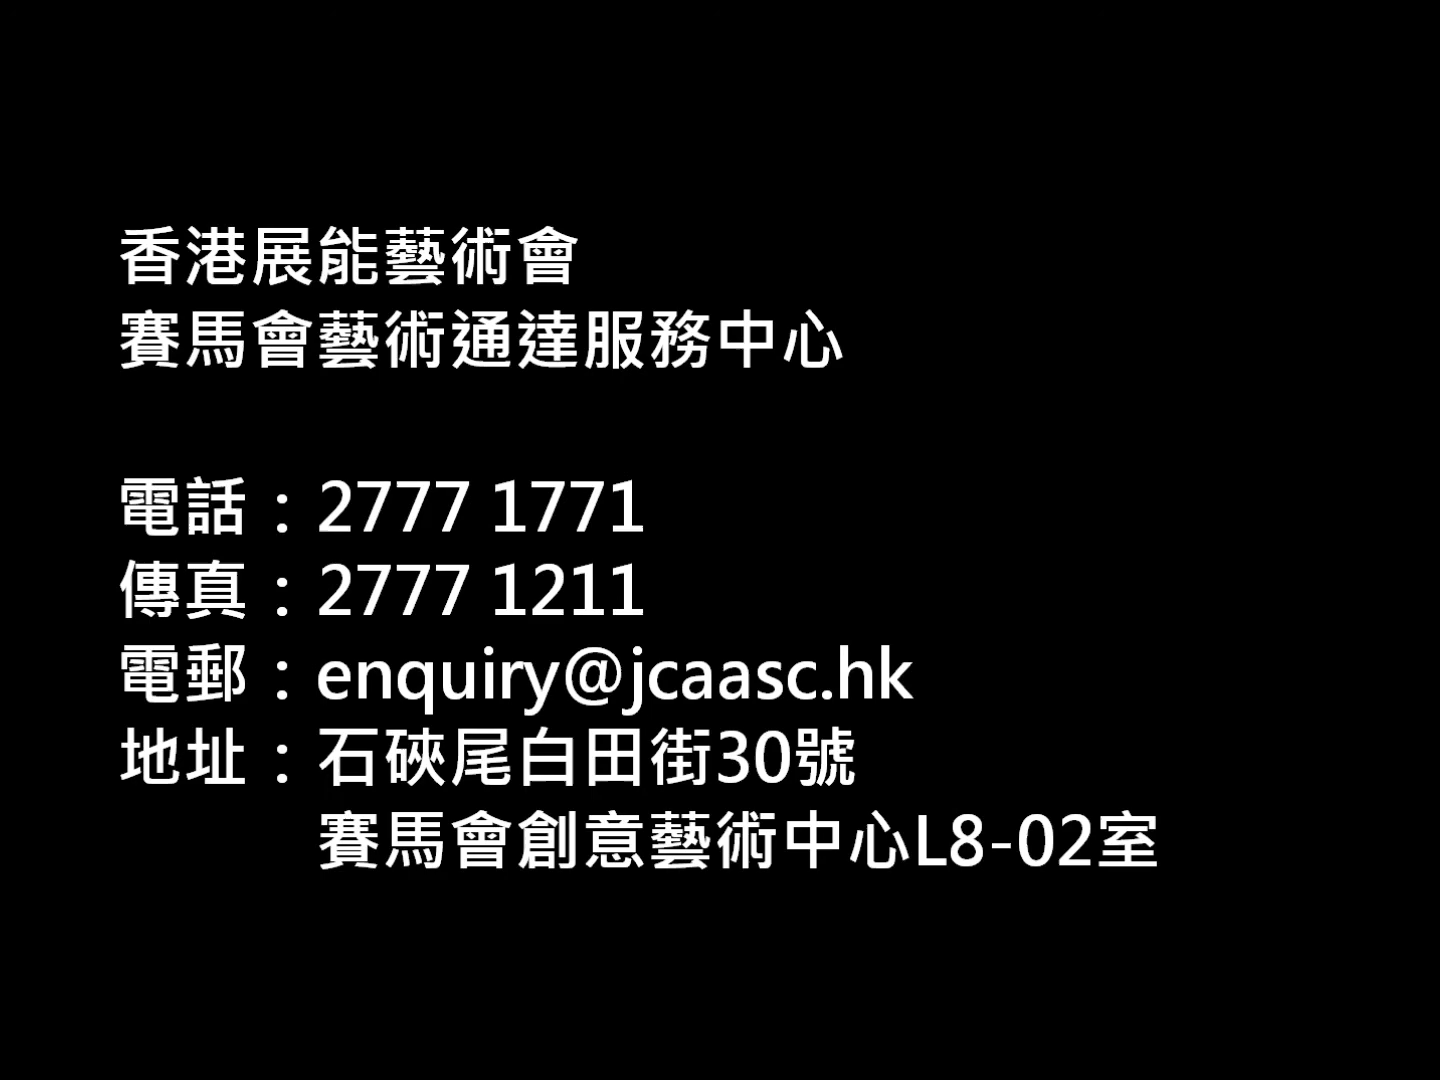 香港展能藝術會
賽馬會藝術通達服務中心
電話：2777 1771
傳真：2777 1211
電郵：enquiry@jcaasc.hk
地址：石硤尾白田街30號
賽馬會創意藝術中心L8-02室